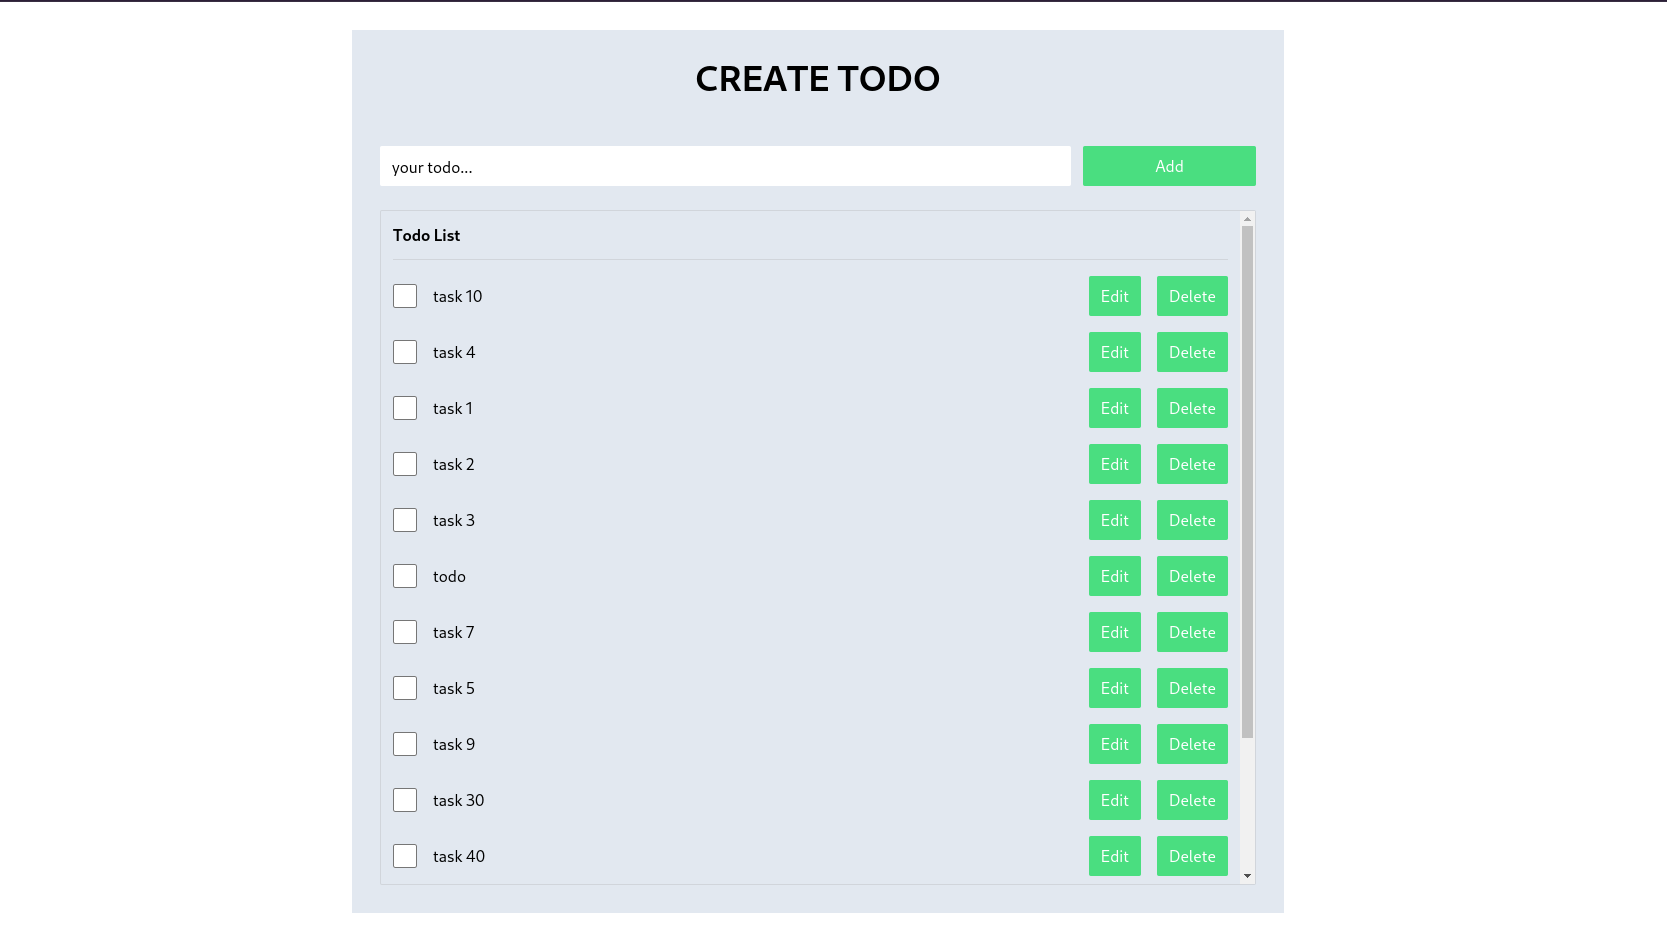 CREATE TODO
your todo...
Add
Todo List
task 10 Edit Delete
task 4 Edit Delete
task 1 Edit Delete
task 2 Edit Delete
task 3 Edit Delete
todo Edit Delete
task 7 Edit Delete
task 5 Edit Delete
task 9 Edit Delete
task 30 Edit Delete
task 40 Edit Delete